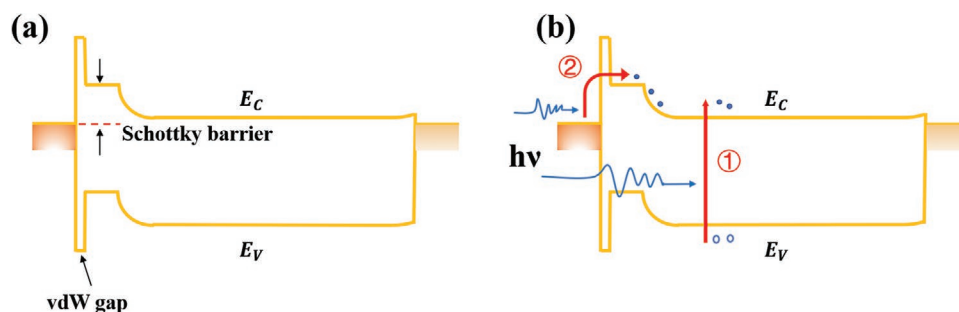 (a)
E_C
Schottky barrier
E_V
vdW gap
(b)
②
E_C
hν
①
E_V